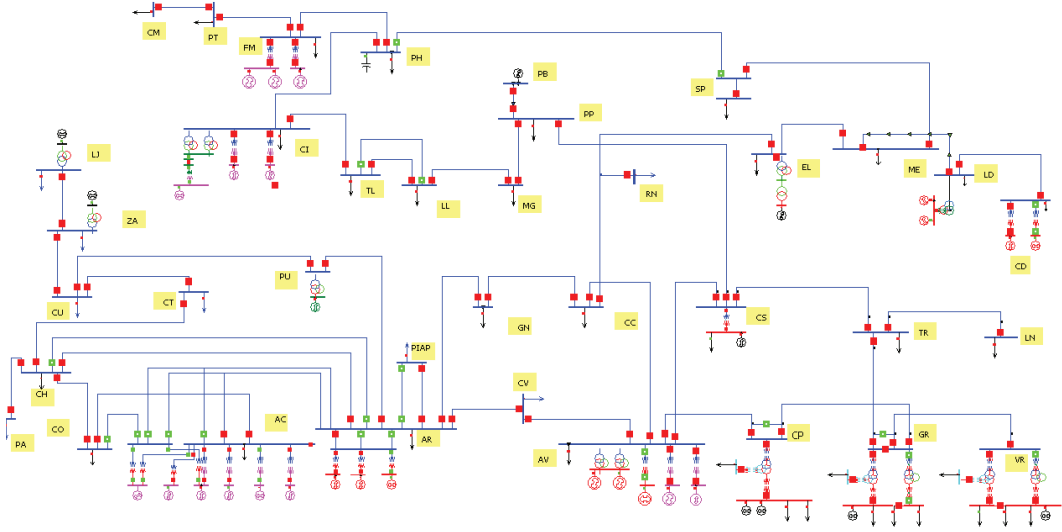 CM
PT
FM
PH
PB
SP
PP
LJ
CI
EL
ME
LD
TL
LL
MG
RN
ZA
CD
PU
CT
CU
GN
CC
CS
TR
LN
PIAP
CH
CV
CO
AC
PA
AR
AV
CP
GR
VR